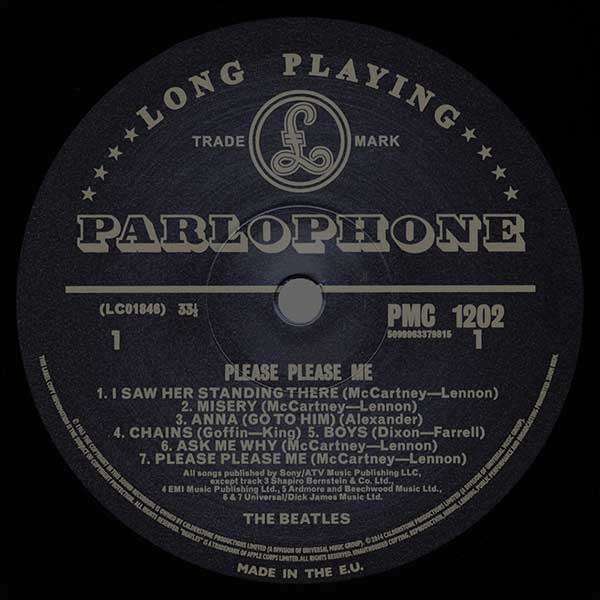 LONG PLAYING
TRADE MARK
PARLOPHONE
(LC01846) 33⅓
PMC 1202
5099963379815
1 1
PLEASE PLEASE ME
1. I SAW HER STANDING THERE (McCartney—Lennon)
2. MISERY (McCartney—Lennon)
3. ANNA (GO TO HIM) (Alexander)
4. CHAINS (Goffin—King) 5. BOYS (Dixon—Farrell)
6. ASK ME WHY (McCartney—Lennon)
7. PLEASE PLEASE ME (McCartney—Lennon)
All songs published by Sony/ATV Music Publishing LLC,
except track 3 Shapiro Bernstein & Co. Ltd.,
4 EMI Music Publishing Ltd., 5 Ardmore and Beechwood Music Ltd.,
6 & 7 Universal/Dick James Music Ltd.
THE BEATLES
MADE IN THE E.U.